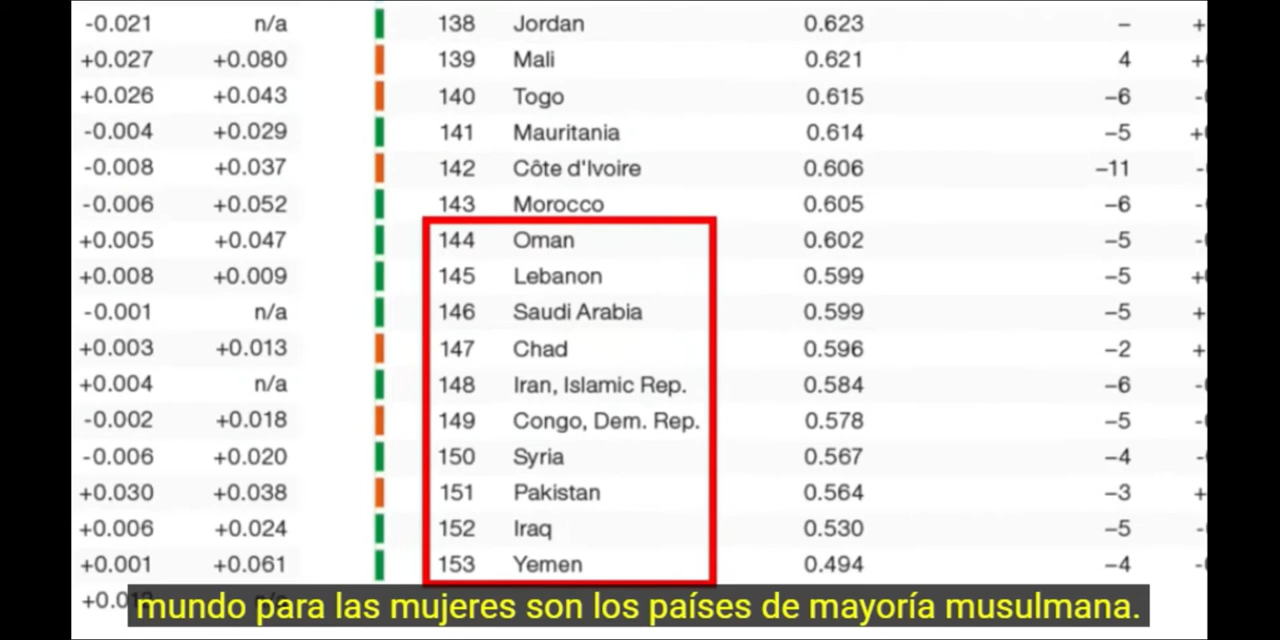 -0.021 n/a 138 Jordan 0.623 – +
+0.027 +0.080 139 Mali 0.621 4
+0.026 +0.043 140 Togo 0.615 –6
-0.004 +0.029 141 Mauritania 0.614 –5
-0.008 +0.037 142 Côte d'Ivoire 0.606 –11 -
-0.006 +0.052 143 Morocco 0.605 –6 -
+0.005 +0.047 144 Oman 0.602 –5 -
+0.008 +0.009 145 Lebanon 0.599 –5
-0.001 n/a 146 Saudi Arabia 0.599 –5 +
+0.003 +0.013 147 Chad 0.596 –2 +
+0.004 n/a 148 Iran, Islamic Rep. 0.584 –6
-0.002 +0.018 149 Congo, Dem. Rep. 0.578 –5
-0.006 +0.020 150 Syria 0.567 –4
+0.030 +0.038 151 Pakistan 0.564 –3 +
+0.006 +0.024 152 Iraq 0.530 –5
+0.001 +0.061 153 Yemen 0.494 –4
mundo para las mujeres son los países de mayoría musulmana.